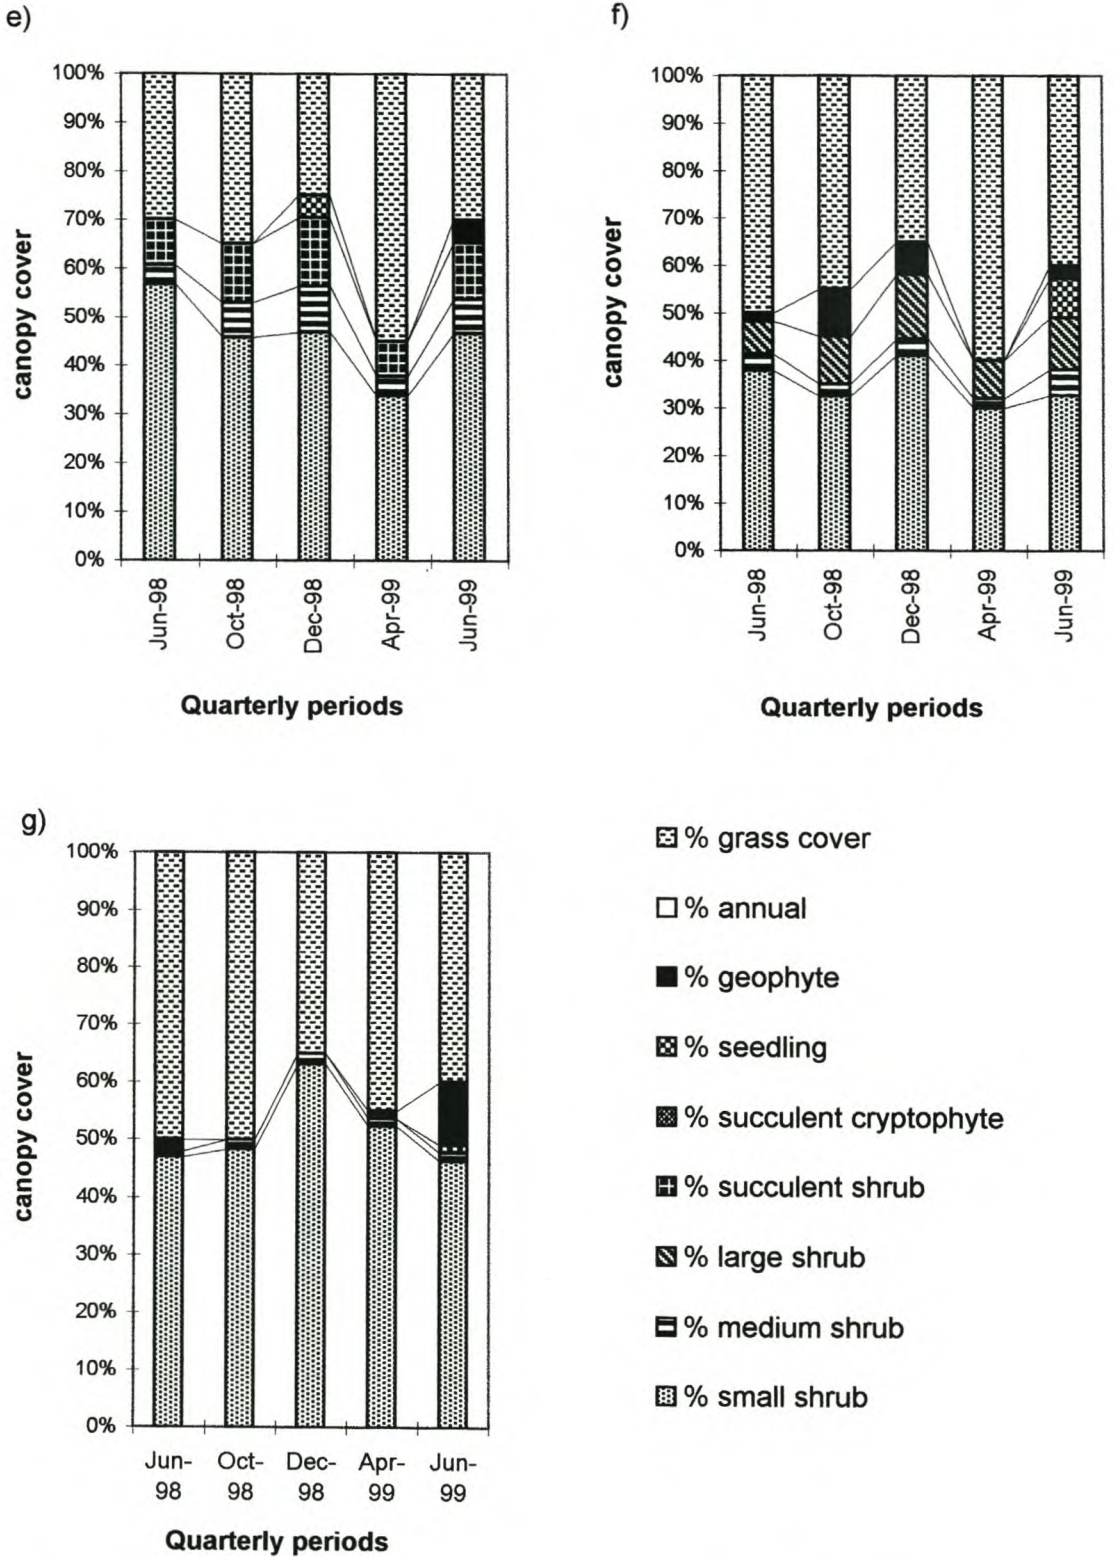 e)
100%
90%
80%
70%
60%
50%
40%
30%
20%
10%
0%
canopy cover
Jun-98
Oct-98
Dec-98
Apr-99
Jun-99
Quarterly periods
f)
100%
90%
80%
70%
60%
50%
40%
30%
20%
10%
0%
canopy cover
Jun-98
Oct-98
Dec-98
Apr-99
Jun-99
Quarterly periods
g)
100%
90%
80%
70%
60%
50%
40%
30%
20%
10%
0%
canopy cover
Jun- Oct- Dec- Apr- Jun-
98 98 98 99 99
Quarterly periods
% grass cover
% annual
% geophyte
% seedling
% succulent cryptophyte
% succulent shrub
% large shrub
% medium shrub
% small shrub